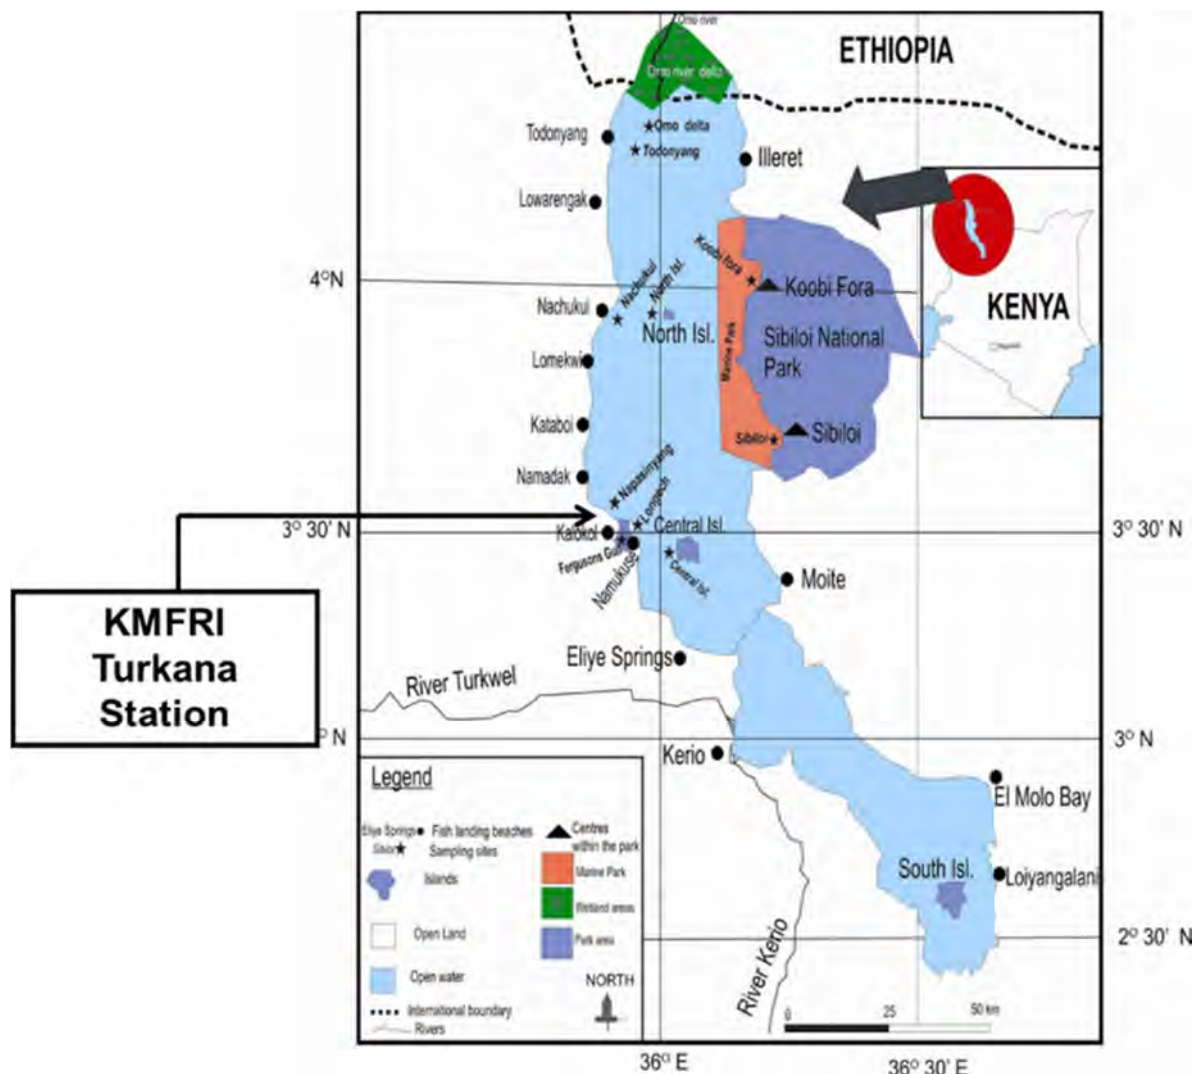 Omo river
ETHIOPIA
Omo river delta
Omo delta
Todonyang
Todonyang
Illeret
Lowarengak
Koobi fora
4° N
Koobi Fora
KENYA
Nachukui
North Isl.
Nachukui
North Isl.
Marine Park
Sibiloi National
Park
Lomekwi
Kataboi
Sibiloi
Sibiloi
Namadak
Napasinyang
Longech
3° 30' N
Kalokol
Central Isl.
3° 30' N
Namukuse
Central Isl.
Moite
KMFRI
Turkana
Station
Eliye Springs
River Turkwel
3° N
Kerio
El Molo Bay
South Isl.
Loiyangalani
River Kerio
2° 30' N
Legend
Eliye Springs
Fish landing beaches
Sibiloi
Sampling sites
Islands
Open Land
Open water
International boundary
Rivers
Centres
within the park
Marine Park
Wetland areas
Park area
NORTH
0
25
50 km
36° E
36° 30' E